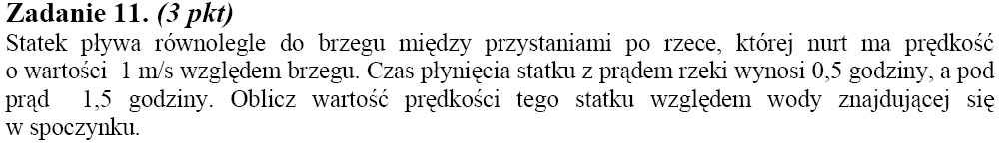 Zadanie 11. (3 pkt)
Statek pływa równolegle do brzegu między przystaniami po rzece, której nurt ma prędkość
o wartości 1 m/s względem brzegu. Czas płynięcia statku z prądem rzeki wynosi 0,5 godziny, a pod
prąd 1,5 godziny. Oblicz wartość prędkości tego statku względem wody znajdującej się
w spoczynku.